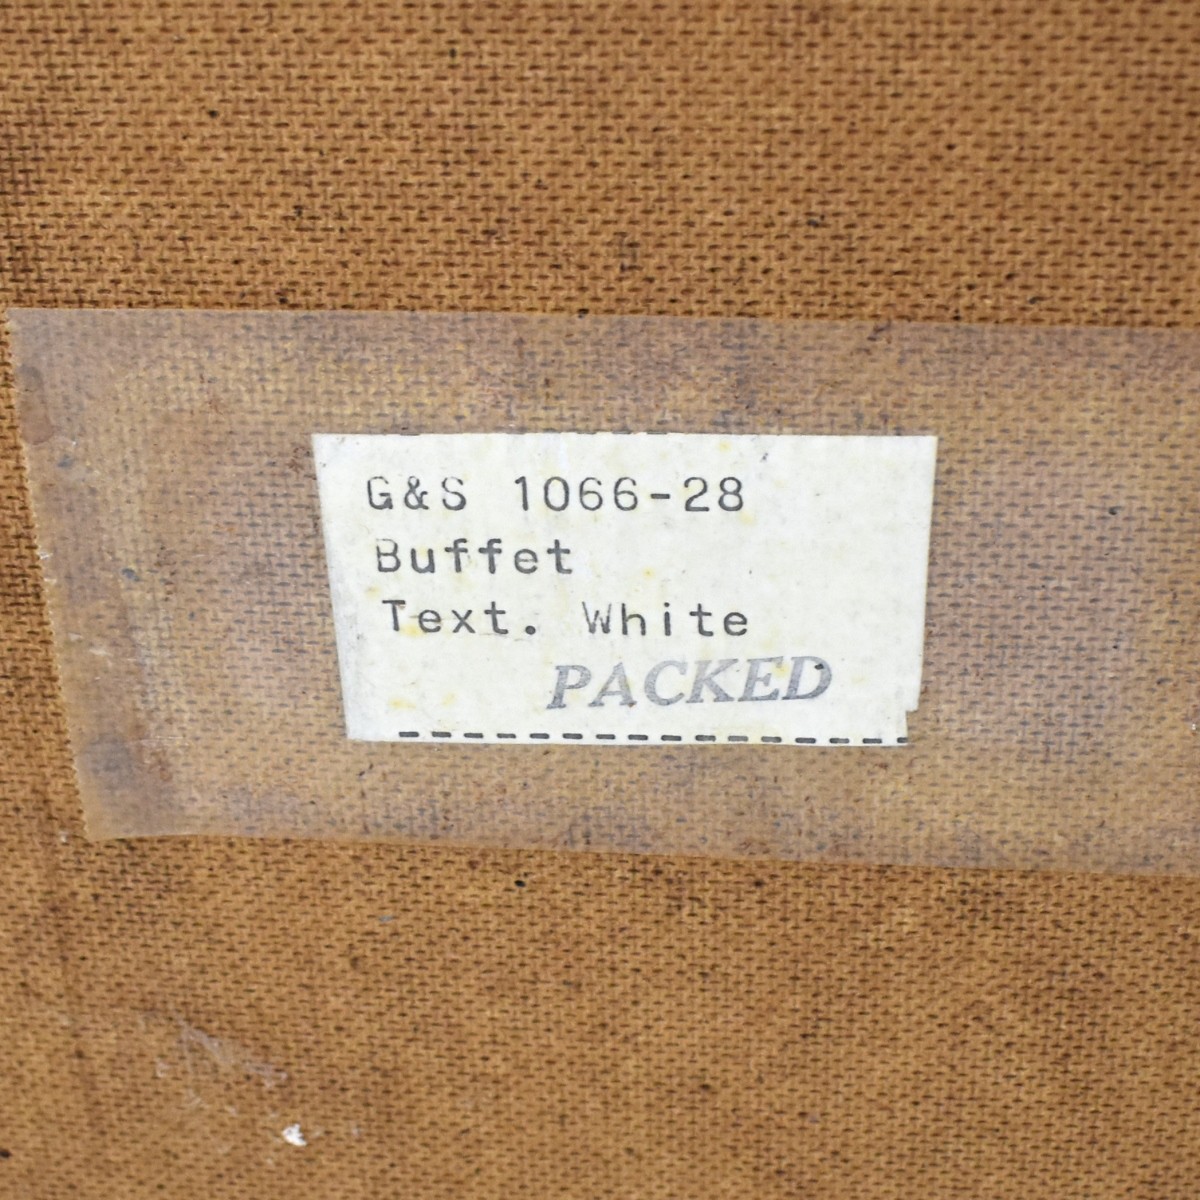 G&S 1066-28
Buffet
Text. White
PACKED